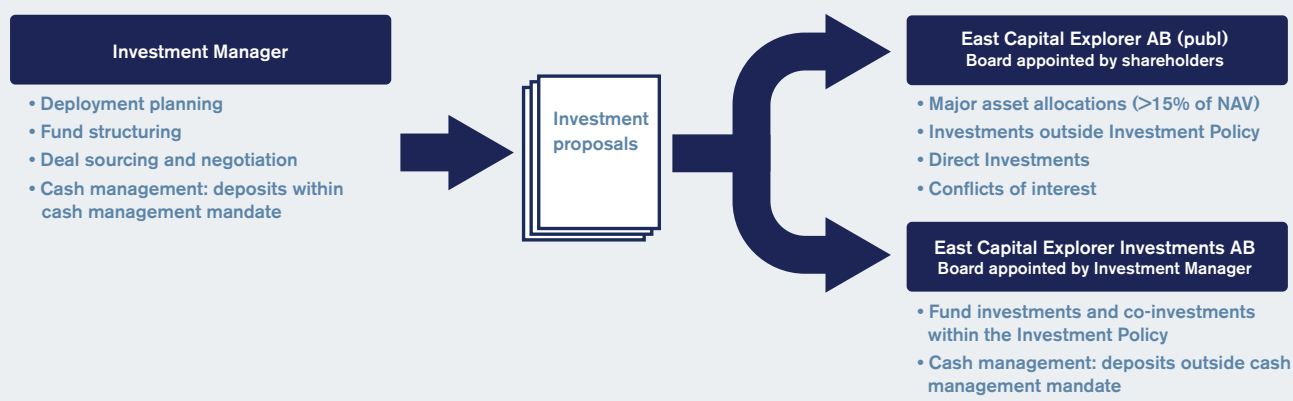 Investment Manager
• Deployment planning
• Fund structuring
• Deal sourcing and negotiation
• Cash management: deposits within
cash management mandate
Investment
proposals
East Capital Explorer AB (publ)
Board appointed by shareholders
• Major asset allocations (>15% of NAV)
• Investments outside Investment Policy
• Direct Investments
• Conflicts of interest
East Capital Explorer Investments AB
Board appointed by Investment Manager
• Fund investments and co-investments
within the Investment Policy
• Cash management: deposits outside cash
management mandate